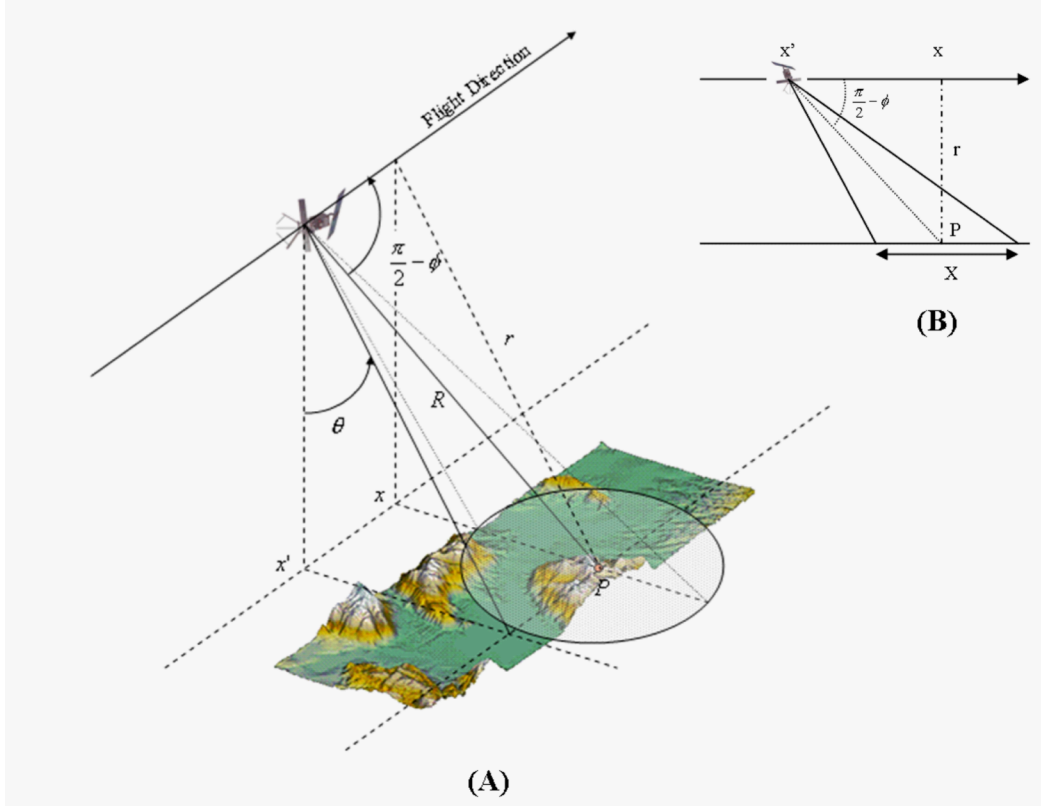 Flight Direction
π/2 − ϕ
r
R
θ
x
x'
P
(A)
x’
x
π/2 − ϕ
r
P
X
(B)